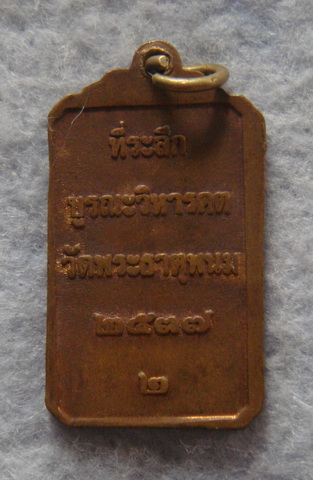 ที่ระลึก
บูรณะวิหารคต
วัดพระธาตุพนม
๒๕๓๗
๒